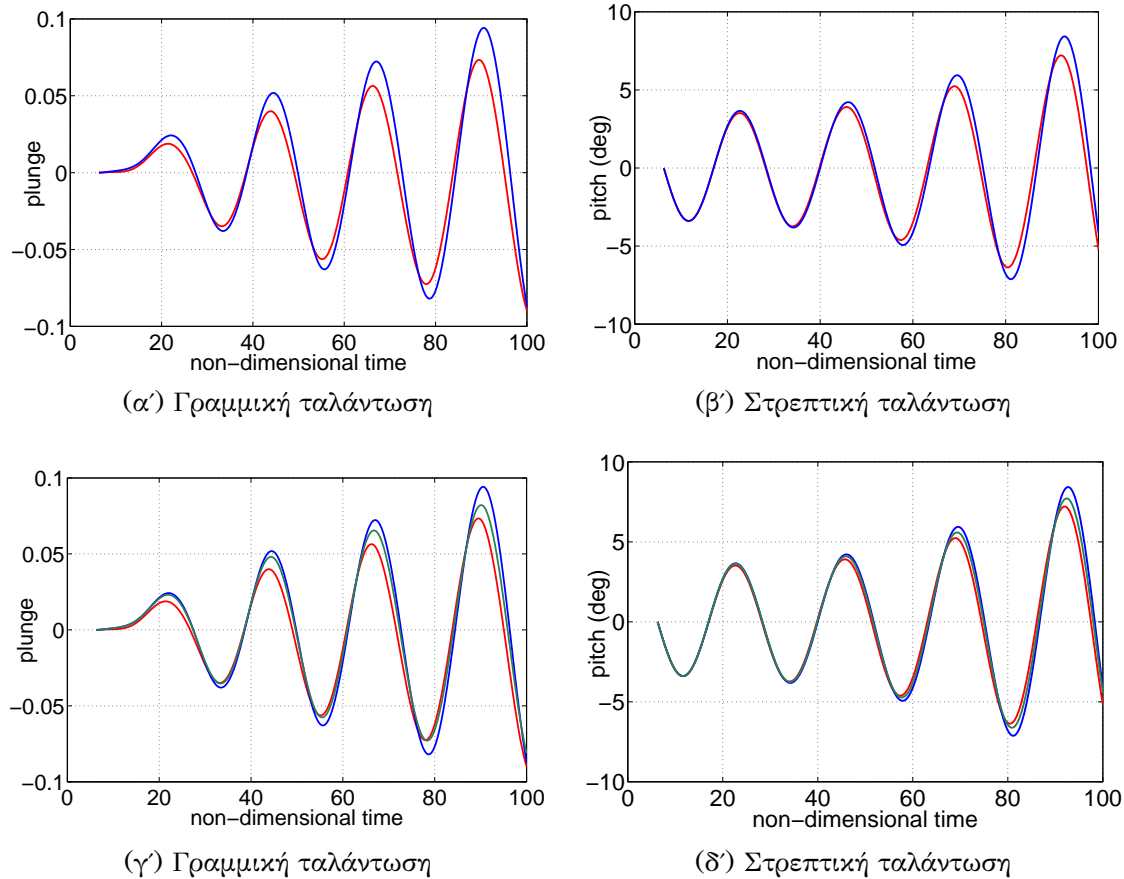 0.1
0.05
0
−0.05
−0.1
plunge
0 20 40 60 80 100
non−dimensional time
(α΄) Γραμμική ταλάντωση
10
5
0
−5
−10
pitch (deg)
0 20 40 60 80 100
non−dimensional time
(β΄) Στρεπτική ταλάντωση
0.1
0.05
0
−0.05
−0.1
plunge
0 20 40 60 80 100
non−dimensional time
(γ΄) Γραμμική ταλάντωση
10
5
0
−5
−10
pitch (deg)
0 20 40 60 80 100
non−dimensional time
(δ΄) Στρεπτική ταλάντωση